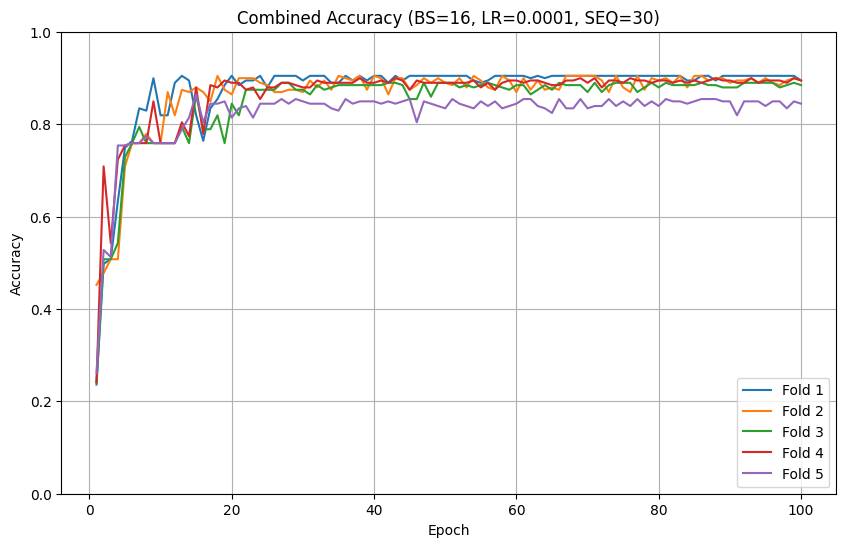 Combined Accuracy (BS=16, LR=0.0001, SEQ=30)
1.0
0.8
0.6
0.4
0.2
0.0
Accuracy
0 20 40 60 80 100
Epoch
Fold 1
Fold 2
Fold 3
Fold 4
Fold 5